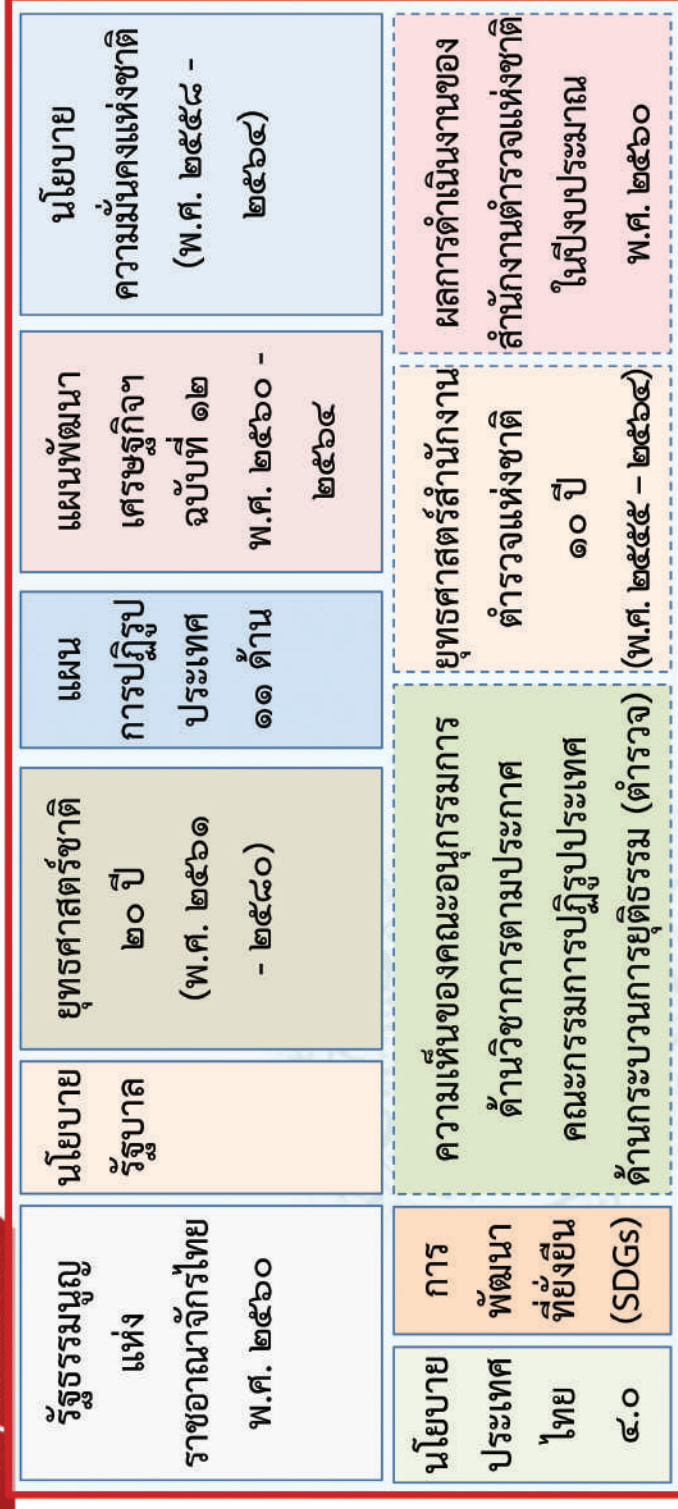 รัฐธรรมนูญ
แห่ง
ราชอาณาจักรไทย
พ.ศ. ๒๕๖๐
นโยบาย
รัฐบาล
ยุทธศาสตร์ชาติ
๒๐ ปี
(พ.ศ. ๒๕๖๑
- ๒๕๘๐)
แผน
การปฏิรูป
ประเทศ
๑๑ ด้าน
แผนพัฒนา
เศรษฐกิจฯ
ฉบับที่ ๑๒
พ.ศ. ๒๕๖๐ -
๒๕๖๔
นโยบาย
ความมั่นคงแห่งชาติ
(พ.ศ. ๒๕๕๘ -
๒๕๖๔)
นโยบาย
ประเทศ
ไทย
๔.๐
การ
พัฒนา
ที่ยั่งยืน
(SDGs)
ความเห็นของคณะอนุกรรมการ
ด้านวิชาการตามประกาศ
คณะกรรมการปฏิรูปประเทศ
ด้านกระบวนการยุติธรรม (ตำรวจ)
ยุทธศาสตร์สำนักงาน
ตำรวจแห่งชาติ
๑๐ ปี
(พ.ศ. ๒๕๕๕ – ๒๕๖๔)
ผลการดำเนินงานของ
สำนักงานตำรวจแห่งชาติ
ในปีงบประมาณ
พ.ศ. ๒๕๖๐